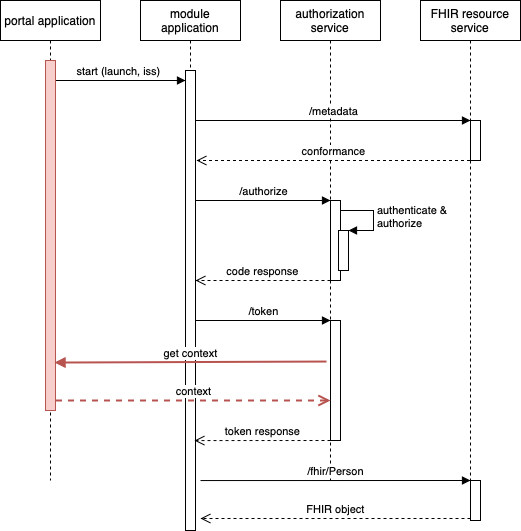 portal application
module
application
authorization
service
FHIR resource
service
start (launch, iss)
/metadata
conformance
/authorize
authenticate &
authorize
code response
/token
get context
context
token response
/fhir/Person
FHIR object